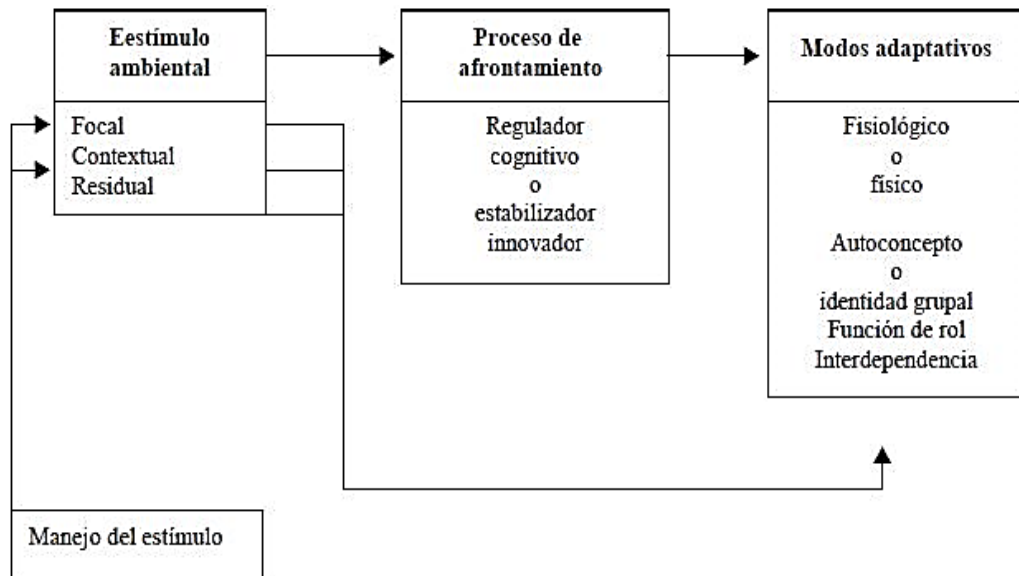 Eestímulo
ambiental
Focal
Contextual
Residual
Proceso de
afrontamiento
Regulador
cognitivo
o
estabilizador
innovador
Modos adaptativos
Fisiológico
o
físico
Autoconcepto
o
identidad grupal
Función de rol
Interdependencia
Manejo del estímulo